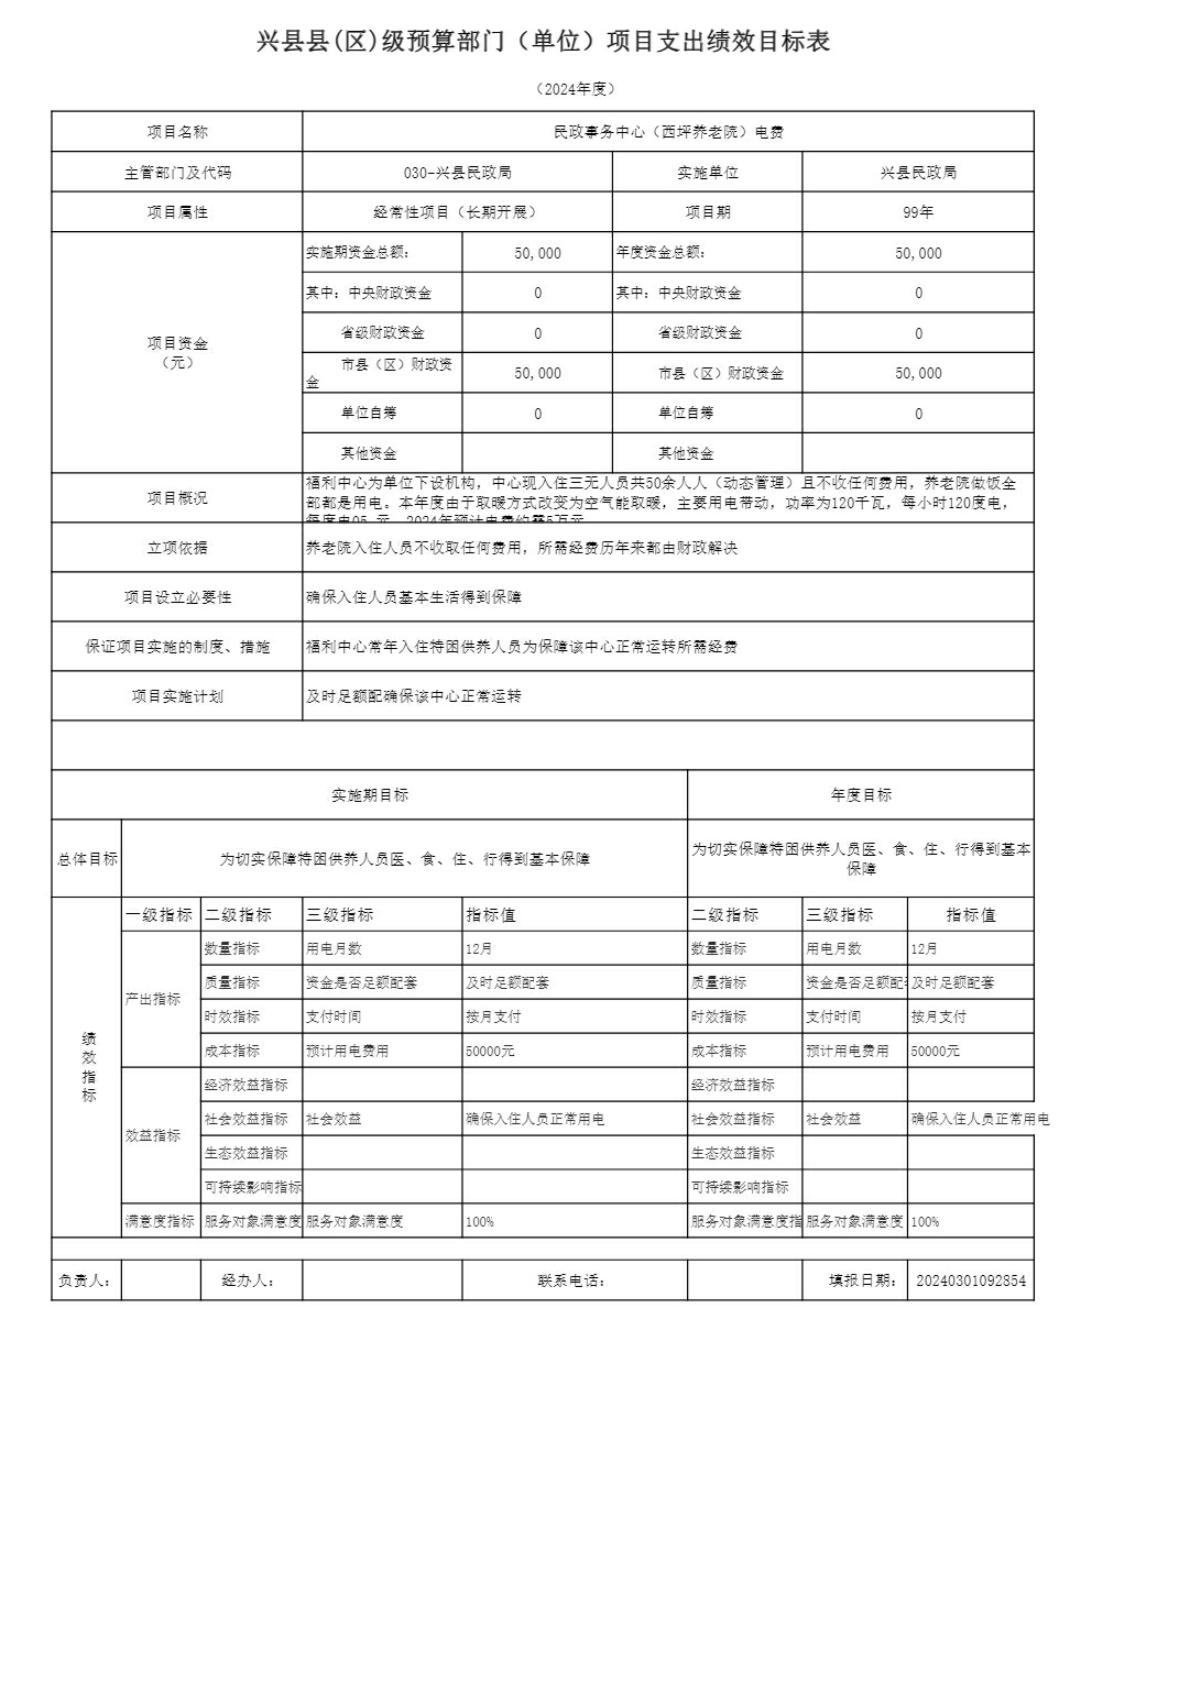 兴县县(区)级预算部门（单位）项目支出绩效目标表
（2024年度）
项目名称 民政事务中心（西坪养老院）电费
主管部门及代码 030-兴县民政局 实施单位 兴县民政局
项目属性 经常性项目（长期开展） 项目期 99年
项目资金
（元）
实施期资金总额： 50,000 年度资金总额： 50,000
其中：中央财政资金 0 其中：中央财政资金 0
省级财政资金 0 省级财政资金 0
市县（区）财政资
金 50,000 市县（区）财政资金 50,000
单位自筹 0 单位自筹 0
其他资金 其他资金
项目概况
福利中心为单位下设机构，中心现入住三无人员共50余人人（动态管理）且不收任何费用，养老院做饭全
部都是用电。本年度由于取暖方式改变为空气能取暖，主要用电带动，功率为120千瓦，每小时120度电，
立项依据 养老院入住人员不收取任何费用，所需经费历年来都由财政解决
项目设立必要性 确保入住人员基本生活得到保障
保证项目实施的制度、措施 福利中心常年入住特困供养人员为保障该中心正常运转所需经费
项目实施计划 及时足额配确保该中心正常运转
实施期目标 年度目标
总体目标 为切实保障特困供养人员医、食、住、行得到基本保障 为切实保障特困供养人员医、食、住、行得到基本
保障
绩效指标
一级指标 二级指标 三级指标 指标值 二级指标 三级指标 指标值
产出指标
数量指标 用电月数 12月 数量指标 用电月数 12月
质量指标 资金是否足额配套 及时足额配套 质量指标 资金是否足额配 及时足额配套
时效指标 支付时间 按月支付 时效指标 支付时间 按月支付
成本指标 预计用电费用 50000元 成本指标 预计用电费用 50000元
效益指标
经济效益指标 经济效益指标
社会效益指标 社会效益 确保入住人员正常用电 社会效益指标 社会效益 确保入住人员正常用电
生态效益指标 生态效益指标
可持续影响指标 可持续影响指标
满意度指标 服务对象满意度 服务对象满意度 100% 服务对象满意度指 服务对象满意度 100%
负责人： 经办人： 联系电话： 填报日期： 20240301092854